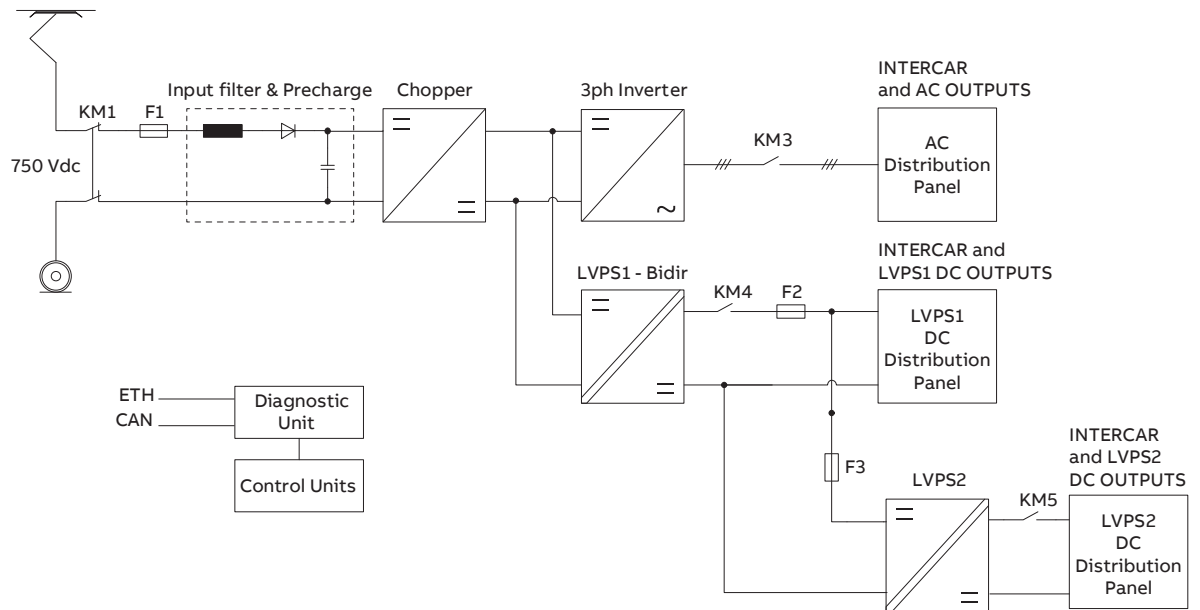 Input filter & Precharge
Chopper
3ph Inverter
INTERCAR
and AC OUTPUTS
KM1
F1
KM3
750 Vdc
AC
Distribution
Panel
~
LVPS1 - Bidir
KM4
F2
INTERCAR and
LVPS1 DC OUTPUTS
LVPS1
DC
Distribution
Panel
ETH
CAN
Diagnostic
Unit
Control Units
F3
LVPS2
KM5
INTERCAR
and LVPS2
DC OUTPUTS
LVPS2
DC
Distribution
Panel